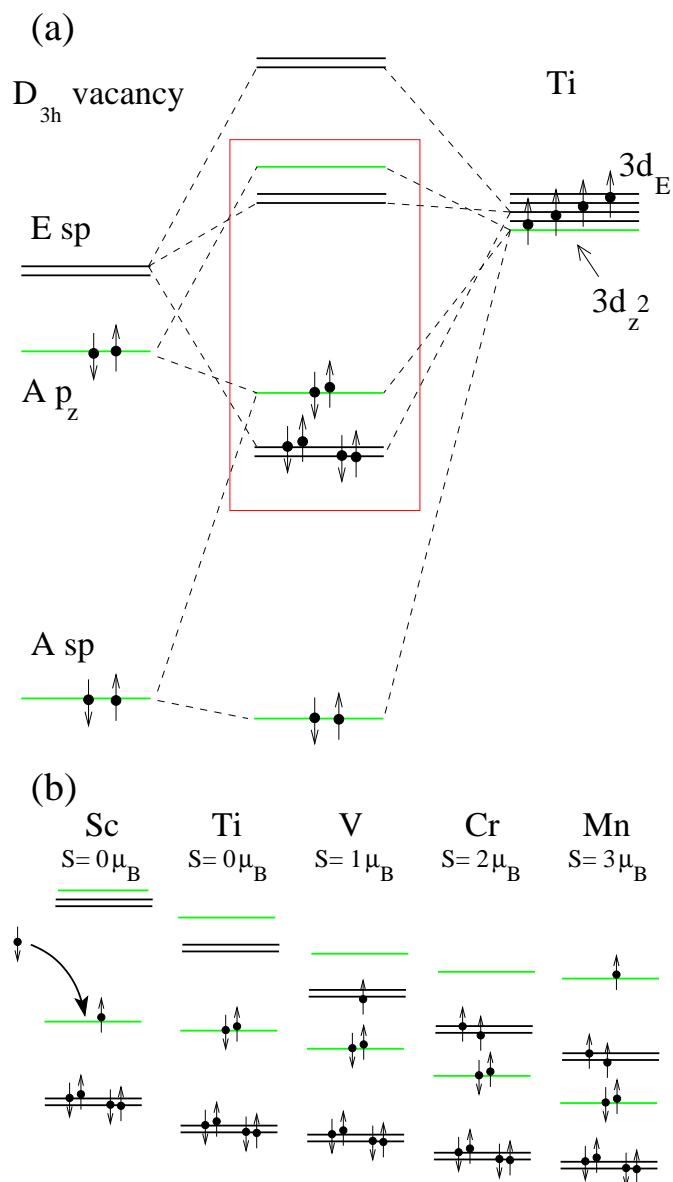 (a)
D3h vacancy
Ti
3dE
E sp
3dz2
A pz
A sp
(b)
Sc Ti V Cr Mn
S= 0μB S= 0μB S= 1μB S= 2μB S= 3μB